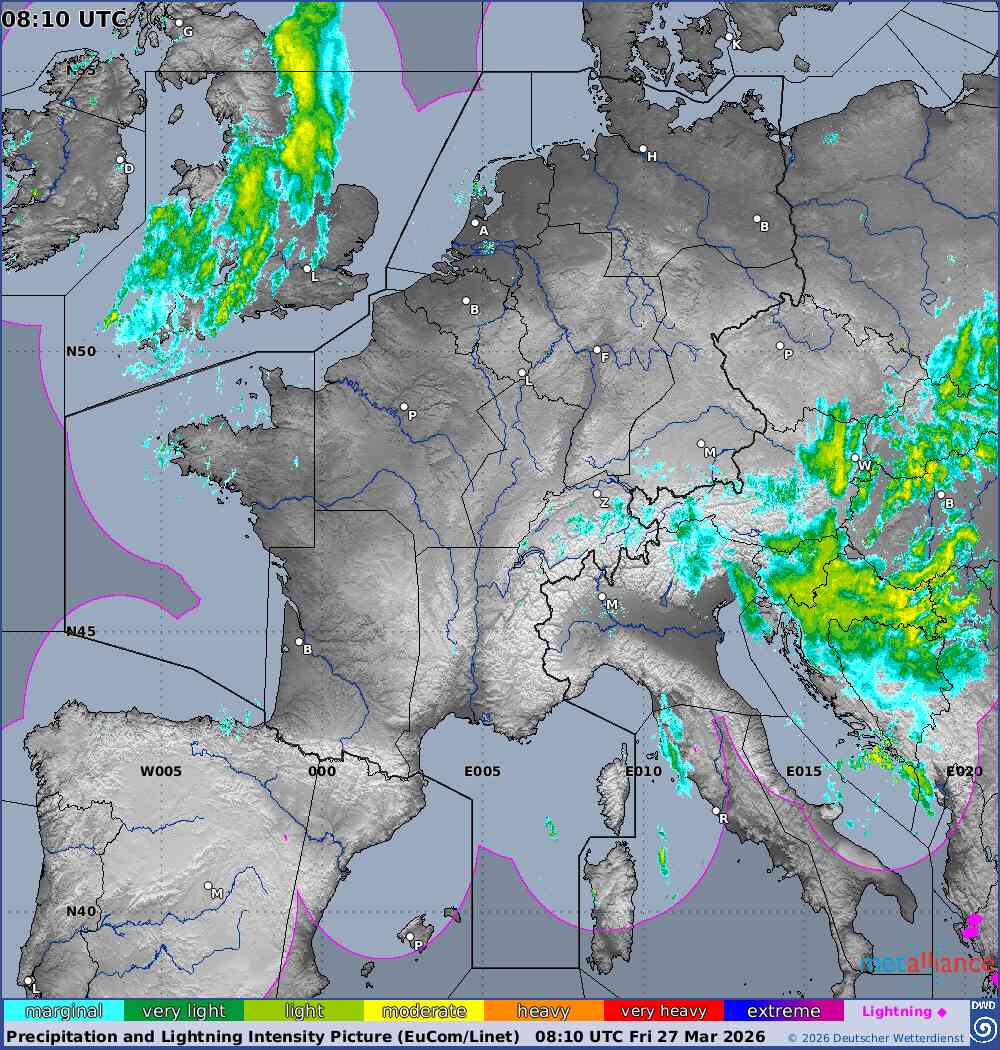 08:10 UTC
G
K
N55
D
H
A
B
L
B
N50
P
F
L
P
M
W
Z
B
M
N45
B
W005
000
E005
E010
E015
E020
R
M
N40
P
L
metalliance
marginal very light light moderate heavy very heavy extreme Lightning ◆ DWD
Precipitation and Lightning Intensity Picture (EuCom/Linet) 08:10 UTC Fri 27 Mar 2026 © 2026 Deutscher Wetterdienst